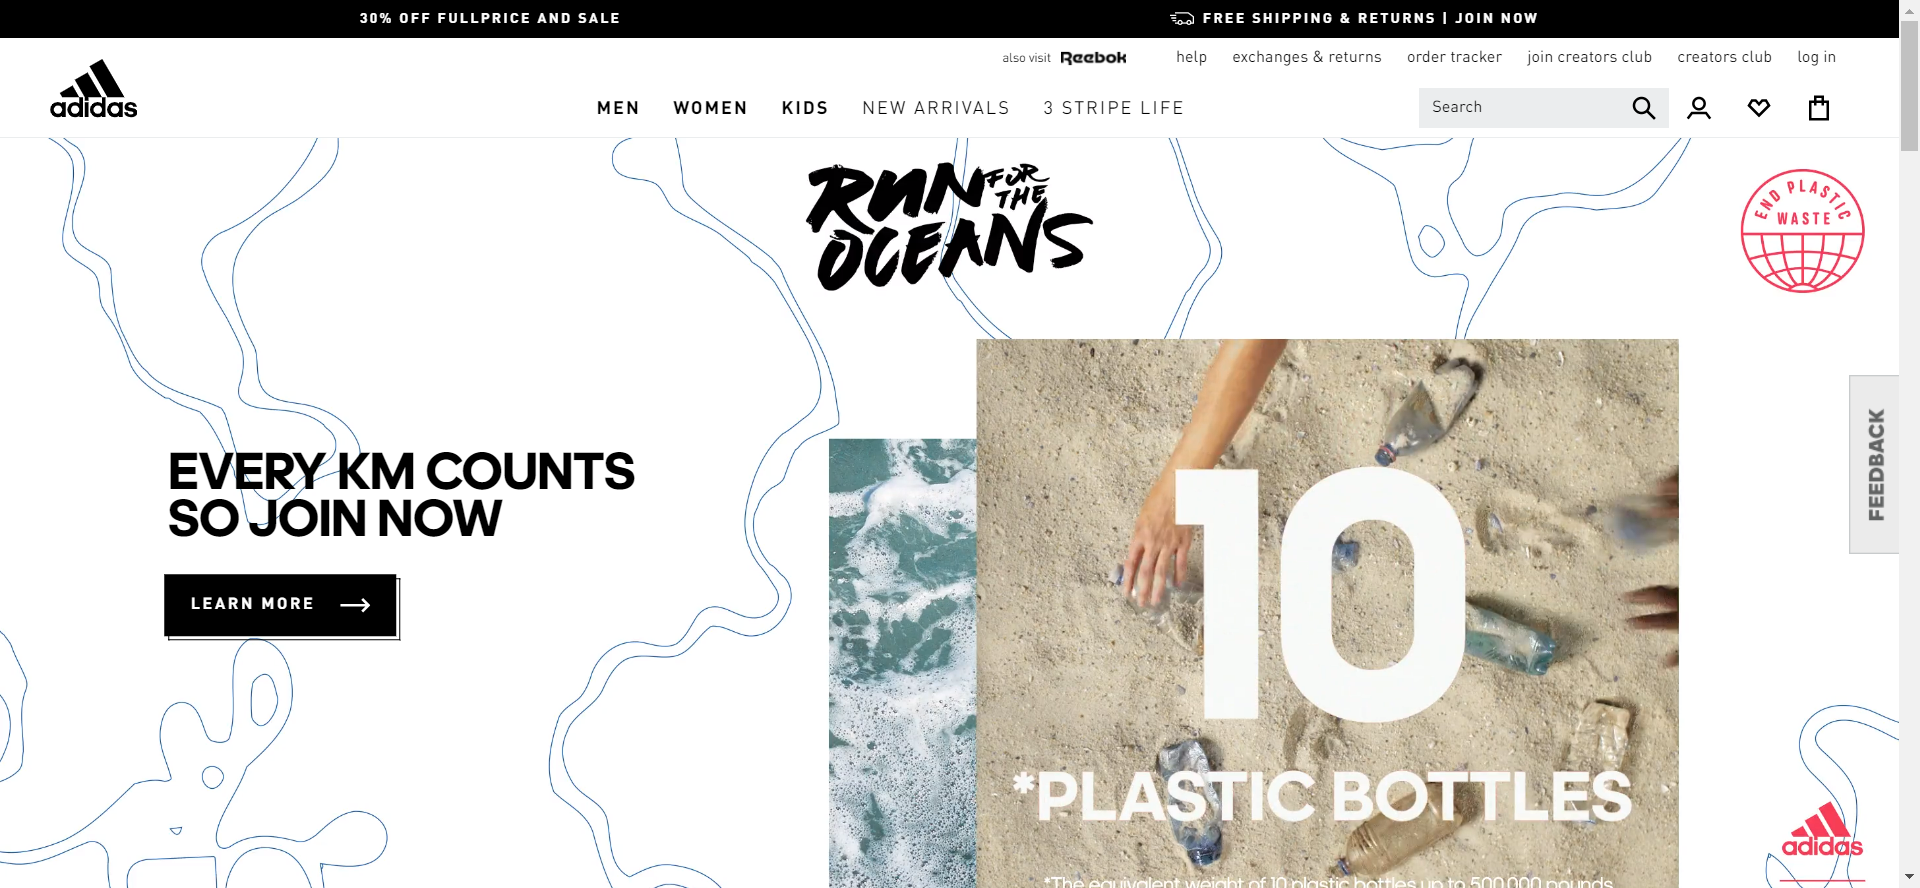 30% OFF FULLPRICE AND SALE
FREE SHIPPING & RETURNS | JOIN NOW
also visit Reebok
help
exchanges & returns
order tracker
join creators club
creators club
log in
adidas
MEN
WOMEN
KIDS
NEW ARRIVALS
3 STRIPE LIFE
Search
RUN FOR THE
OCEANS
END PLASTIC
WASTE
FEEDBACK
EVERY KM COUNTS
SO JOIN NOW
LEARN MORE
10
*PLASTIC BOTTLES
*The equivalent weight of 10 plastic bottles up to 500,000 pounds
adidas